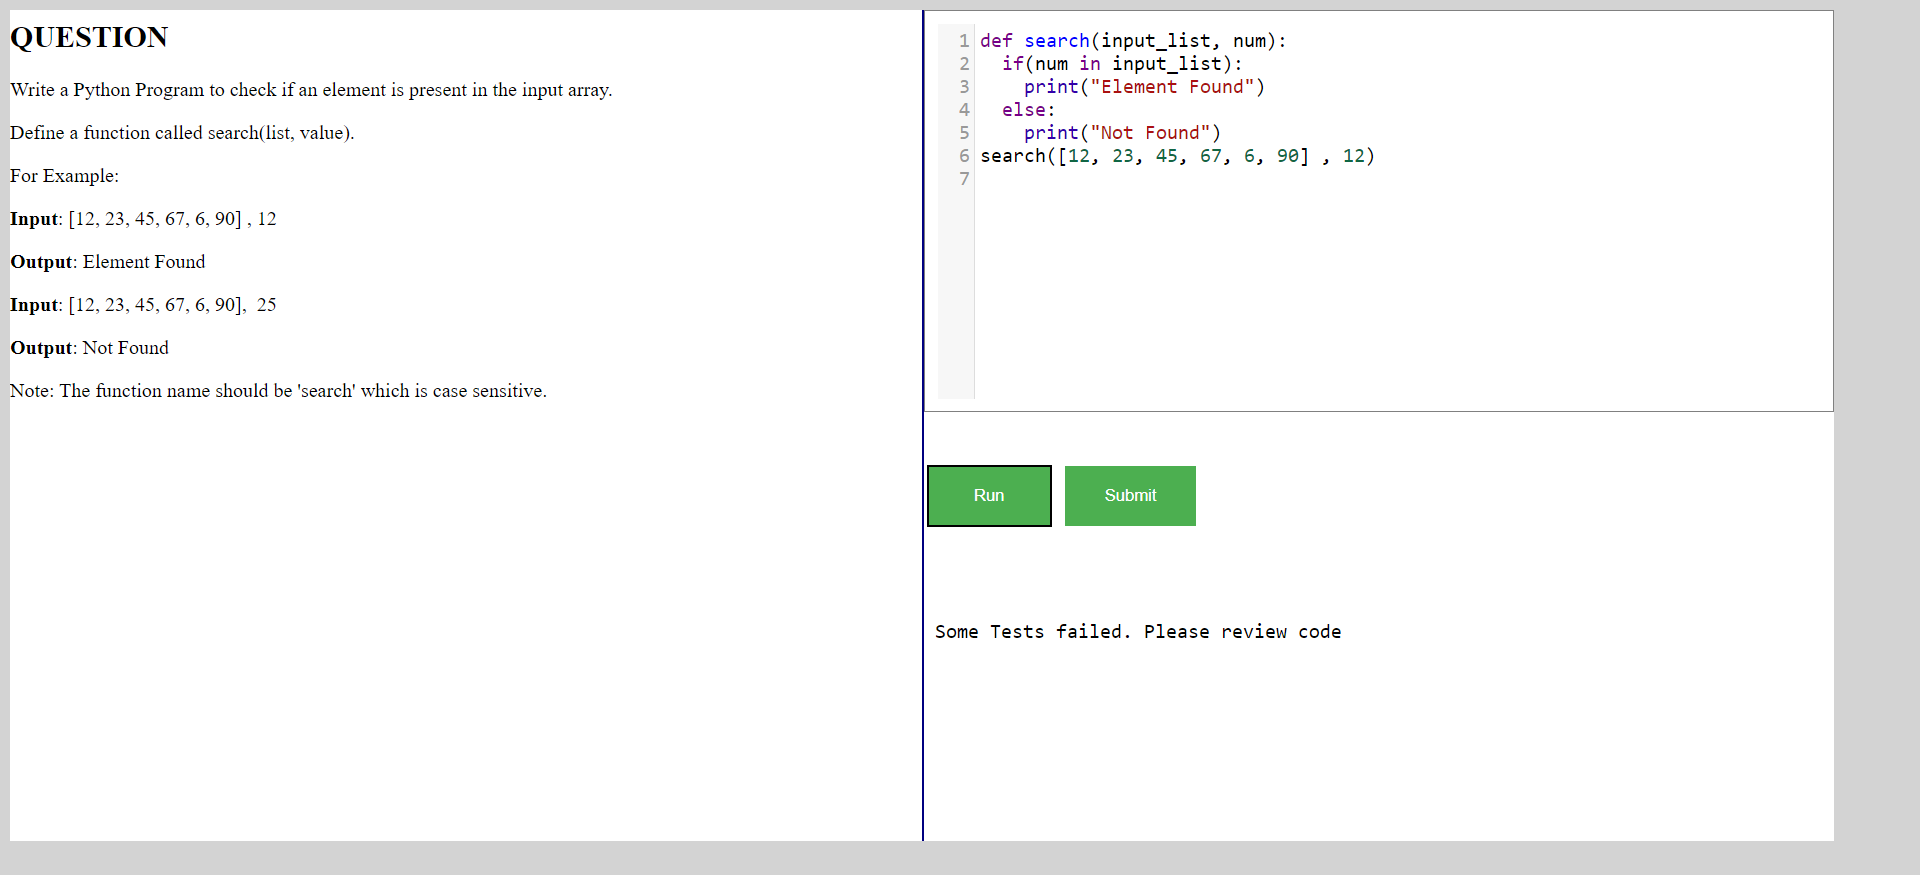 QUESTION
Write a Python Program to check if an element is present in the input array.
Define a function called search(list, value).
For Example:
Input: [12, 23, 45, 67, 6, 90] , 12
Output: Element Found
Input: [12, 23, 45, 67, 6, 90],  25
Output: Not Found
Note: The function name should be 'search' which is case sensitive.
1 def search(input_list, num):
2   if(num in input_list):
3     print("Element Found")
4   else:
5     print("Not Found")
6 search([12, 23, 45, 67, 6, 90] , 12)
7
Run Submit
Some Tests failed. Please review code